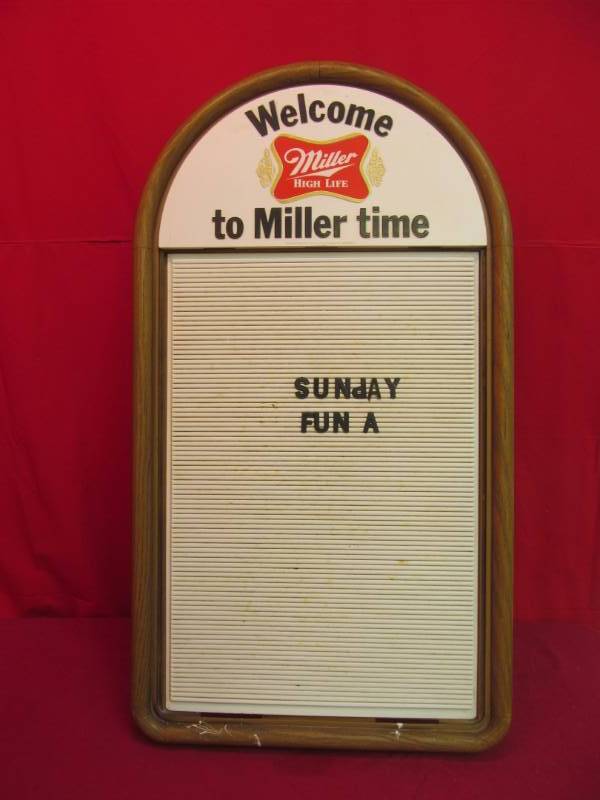 Welcome
Miller
HIGH LIFE
to Miller time
SUNdAY
FUN A